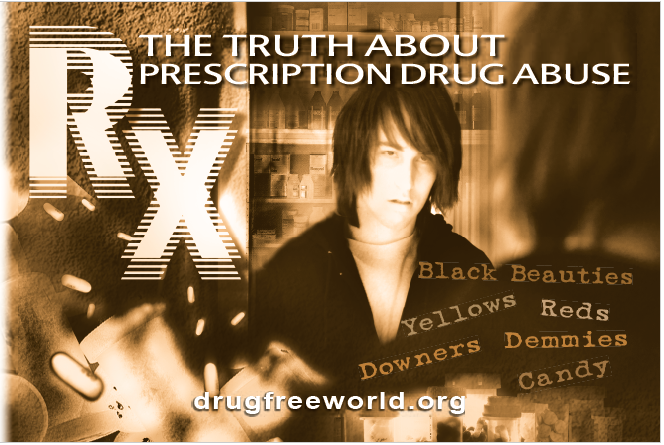 Rx
THE TRUTH ABOUT
PRESCRIPTION DRUG ABUSE
Black Beauties
Yellows Reds
Downers Demmies
Candy
drugfreeworld.org